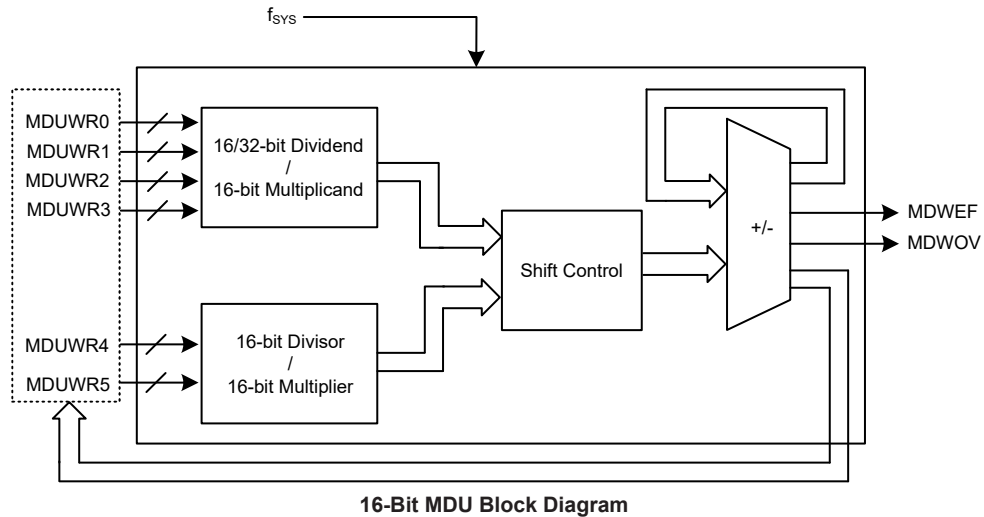 fSYS
MDUWR0
MDUWR1
MDUWR2
MDUWR3
16/32-bit Dividend
/
16-bit Multiplicand
Shift Control
+/-
MDWEF
MDWOV
MDUWR4
MDUWR5
16-bit Divisor
/
16-bit Multiplier
16-Bit MDU Block Diagram